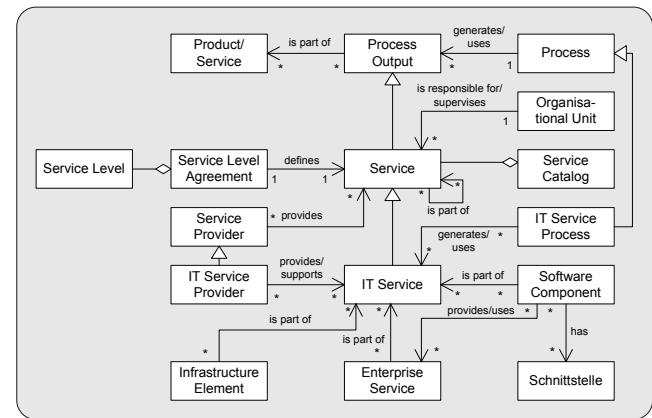 generates/
uses
Product/
Service
is part of
* *
Process
Output
* 1
Process
is responsible for/
supervises
Organisa-
tional Unit
1
*
Service Level
Service Level
Agreement
defines
1 1
Service
*
* *
is part of
Service
Catalog
Service
Provider
* provides
generates/
uses
*
*
IT Service
Process
IT Service
Provider
provides/
supports
* *
IT Service
is part of
* *
Software
Component
* *
is part of
*
is part of
*
provides/uses
* *
*
has
*
Infrastructure
Element
Enterprise
Service
Schnittstelle